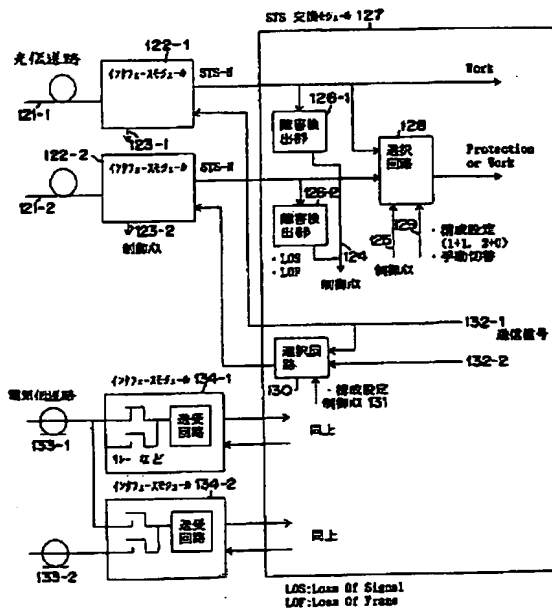 STS 交換モジュール 127
122-1
光伝送路
インタフェースモジュール
STS-N
Work
121-1
123-1
126-1
障害検出部
128
選択回路
122-2
インタフェースモジュール
STS-N
Protection or Work
121-2
123-2
制御点
126-2
障害検出部
・LOS
・LOF
124
制御点
125
129
制御点
・構成設定
(1+1, 2+0)
・手動切替
132-1
送信号
132-2
選択回路
130
・構成設定
制御点 131
電気伝送路
インタフェースモジュール 134-1
送受回路
リレー など
133-1
同上
インタフェースモジュール 134-2
送受回路
133-2
同上
LOS:Loss Of Signal
LOF:Loss Of Frame